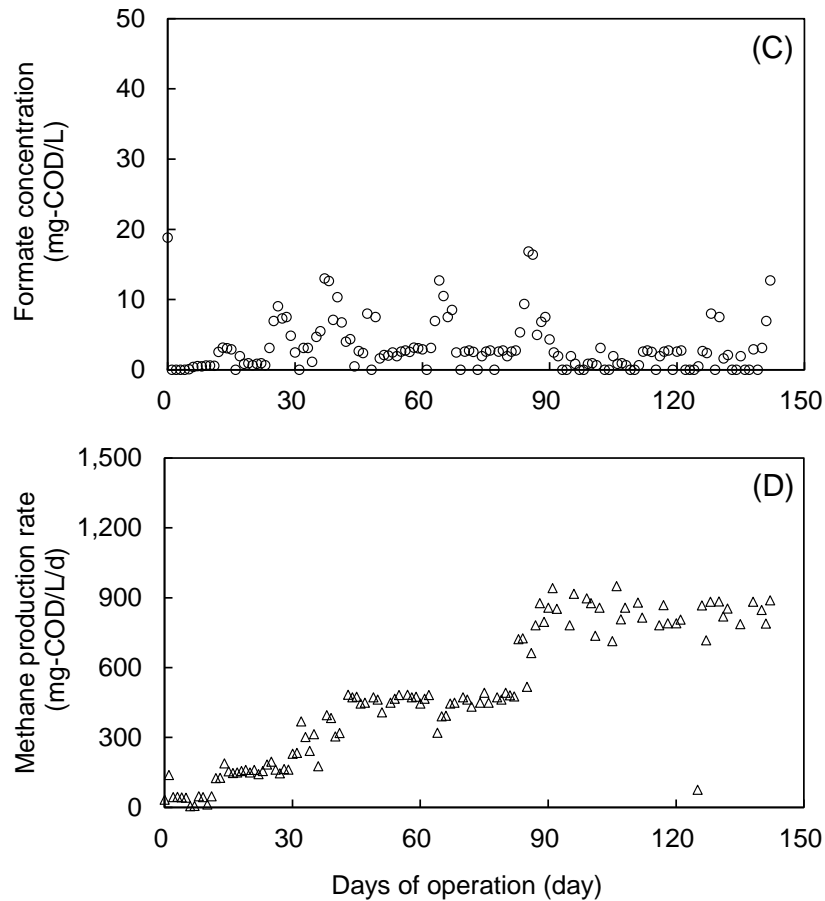 (C)
Formate concentration
(mg-COD/L)
50
40
30
20
10
0
0 30 60 90 120 150
(D)
Methane production rate
(mg-COD/L/d)
1,500
1,200
900
600
300
0
0 30 60 90 120 150
Days of operation (day)